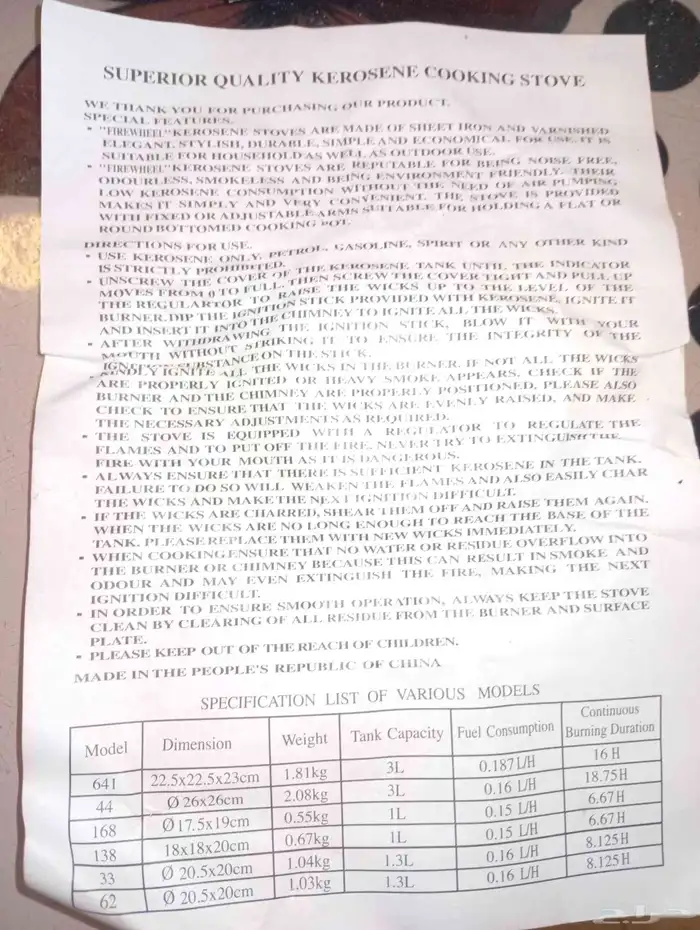 SUPERIOR QUALITY KEROSENE COOKING STOVE
WE THANK YOU FOR PURCHASING OUR PRODUCT.
SPECIAL FEATURES.
- "FIREWHEEL" KEROSENE STOVES ARE MADE OF SHEET IRON AND VARNISHED
ELEGANT, STYLISH, DURABLE, SIMPLE AND ECONOMICAL FOR USE. IT IS
SUITABLE FOR HOUSEHOLD AS WELL AS OUTDOOR USE.
- "FIREWHEEL" KEROSENE STOVES ARE REPUTABLE FOR BEING NOISE FREE,
ODOURLESS, SMOKELESS AND BEING ENVIRONMENT FRIENDLY. THEIR
LOW KEROSENE CONSUMPTION WITHOUT THE NEED OF AIR PUMPING
MAKES IT SIMPLY AND VERY CONVENIENT. THE STOVE IS PROVIDED
WITH FIXED OR ADJUSTABLE ARMS SUITABLE FOR HOLDING A FLAT OR
ROUND BOTTOMED COOKING POT.
DIRECTIONS FOR USE.
- USE KEROSENE ONLY. PETROL, GASOLINE, SPIRIT OR ANY OTHER KIND
IS STRICTLY PROHIBITED.
- UNSCREW THE COVER OF THE KEROSENE TANK UNTIL THE INDICATOR
MOVES FROM 0 TO FULL. THEN SCREW THE COVER TIGHT AND PULL UP
THE REGULARTOR TO RAISE THE WICKS UP TO THE LEVEL OF THE
BURNER. DIP THE IGNITION STICK PROVIDED WITH KEROSENE, IGNITE IT
AND INSERT IT INTO THE CHIMNEY TO IGNITE ALL THE WICKS.
- AFTER WITHDRAWING THE IGNITION STICK, BLOW IT WITH YOUR
MOUTH WITHOUT STRIKING IT TO ENSURE THE INTEGRITY OF THE
SUBSTANCE ON THE STICK.
- IGNITE ALL THE WICKS IN THE BURNER. IF NOT ALL THE WICKS
ARE PROPERLY IGNITED OR HEAVY SMOKE APPEARS, CHECK IF THE
BURNER AND THE CHIMNEY ARE PROPERLY POSITIONED, PLEASE ALSO
CHECK TO ENSURE THAT THE WICKS ARE EVENLY RAISED, AND MAKE
THE NECESSARY ADJUSTMENTS AS REQUIRED.
- THE STOVE IS EQUIPPED WITH A REGULATOR TO REGULATE THE
FLAMES AND TO PUT OFF THE FIRE. NEVER TRY TO EXTINGUISH THE
FIRE WITH YOUR MOUTH AS IT IS DANGEROUS.
- ALWAYS ENSURE THAT THERE IS SUFFICIENT KEROSENE IN THE TANK.
FAILURE TO DO SO WILL WEAKEN THE FLAMES AND ALSO EASILY CHAR
THE WICKS AND MAKE THE NEXT IGNITION DIFFICULT.
- IF THE WICKS ARE CHARRED, SHEAR THEM OFF AND RAISE THEM AGAIN.
WHEN THE WICKS ARE NO LONG ENOUGH TO REACH THE BASE OF THE
TANK. PLEASE REPLACE THEM WITH NEW WICKS IMMEDIATELY.
- WHEN COOKING ENSURE THAT NO WATER OR RESIDUE OVERFLOW INTO
THE BURNER OR CHIMNEY BECAUSE THIS CAN RESULT IN SMOKE AND
ODOUR AND MAY EVEN EXTINGUISH THE FIRE, MAKING THE NEXT
IGNITION DIFFICULT.
- IN ORDER TO ENSURE SMOOTH OPERATION, ALWAYS KEEP THE STOVE
CLEAN BY CLEARING OF ALL RESIDUE FROM THE BURNER AND SURFACE
PLATE.
- PLEASE KEEP OUT OF THE REACH OF CHILDREN.
MADE IN THE PEOPLE'S REPUBLIC OF CHINA
SPECIFICATION LIST OF VARIOUS MODELS
Model Dimension Weight Tank Capacity Fuel Consumption Continuous Burning Duration
641 22.5x22.5x23cm 1.81kg 3L 0.187 L/H 16 H
44 Ø 26x26cm 2.08kg 3L 0.16 L/H 18.75 H
168 Ø 17.5x19cm 0.55kg 1L 0.15 L/H 6.67 H
138 18x18x20cm 0.67kg 1L 0.15 L/H 6.67 H
33 Ø 20.5x20cm 1.04kg 1.3L 0.16 L/H 8.125 H
62 Ø 20.5x20cm 1.03kg 1.3L 0.16 L/H 8.125 H
حراج